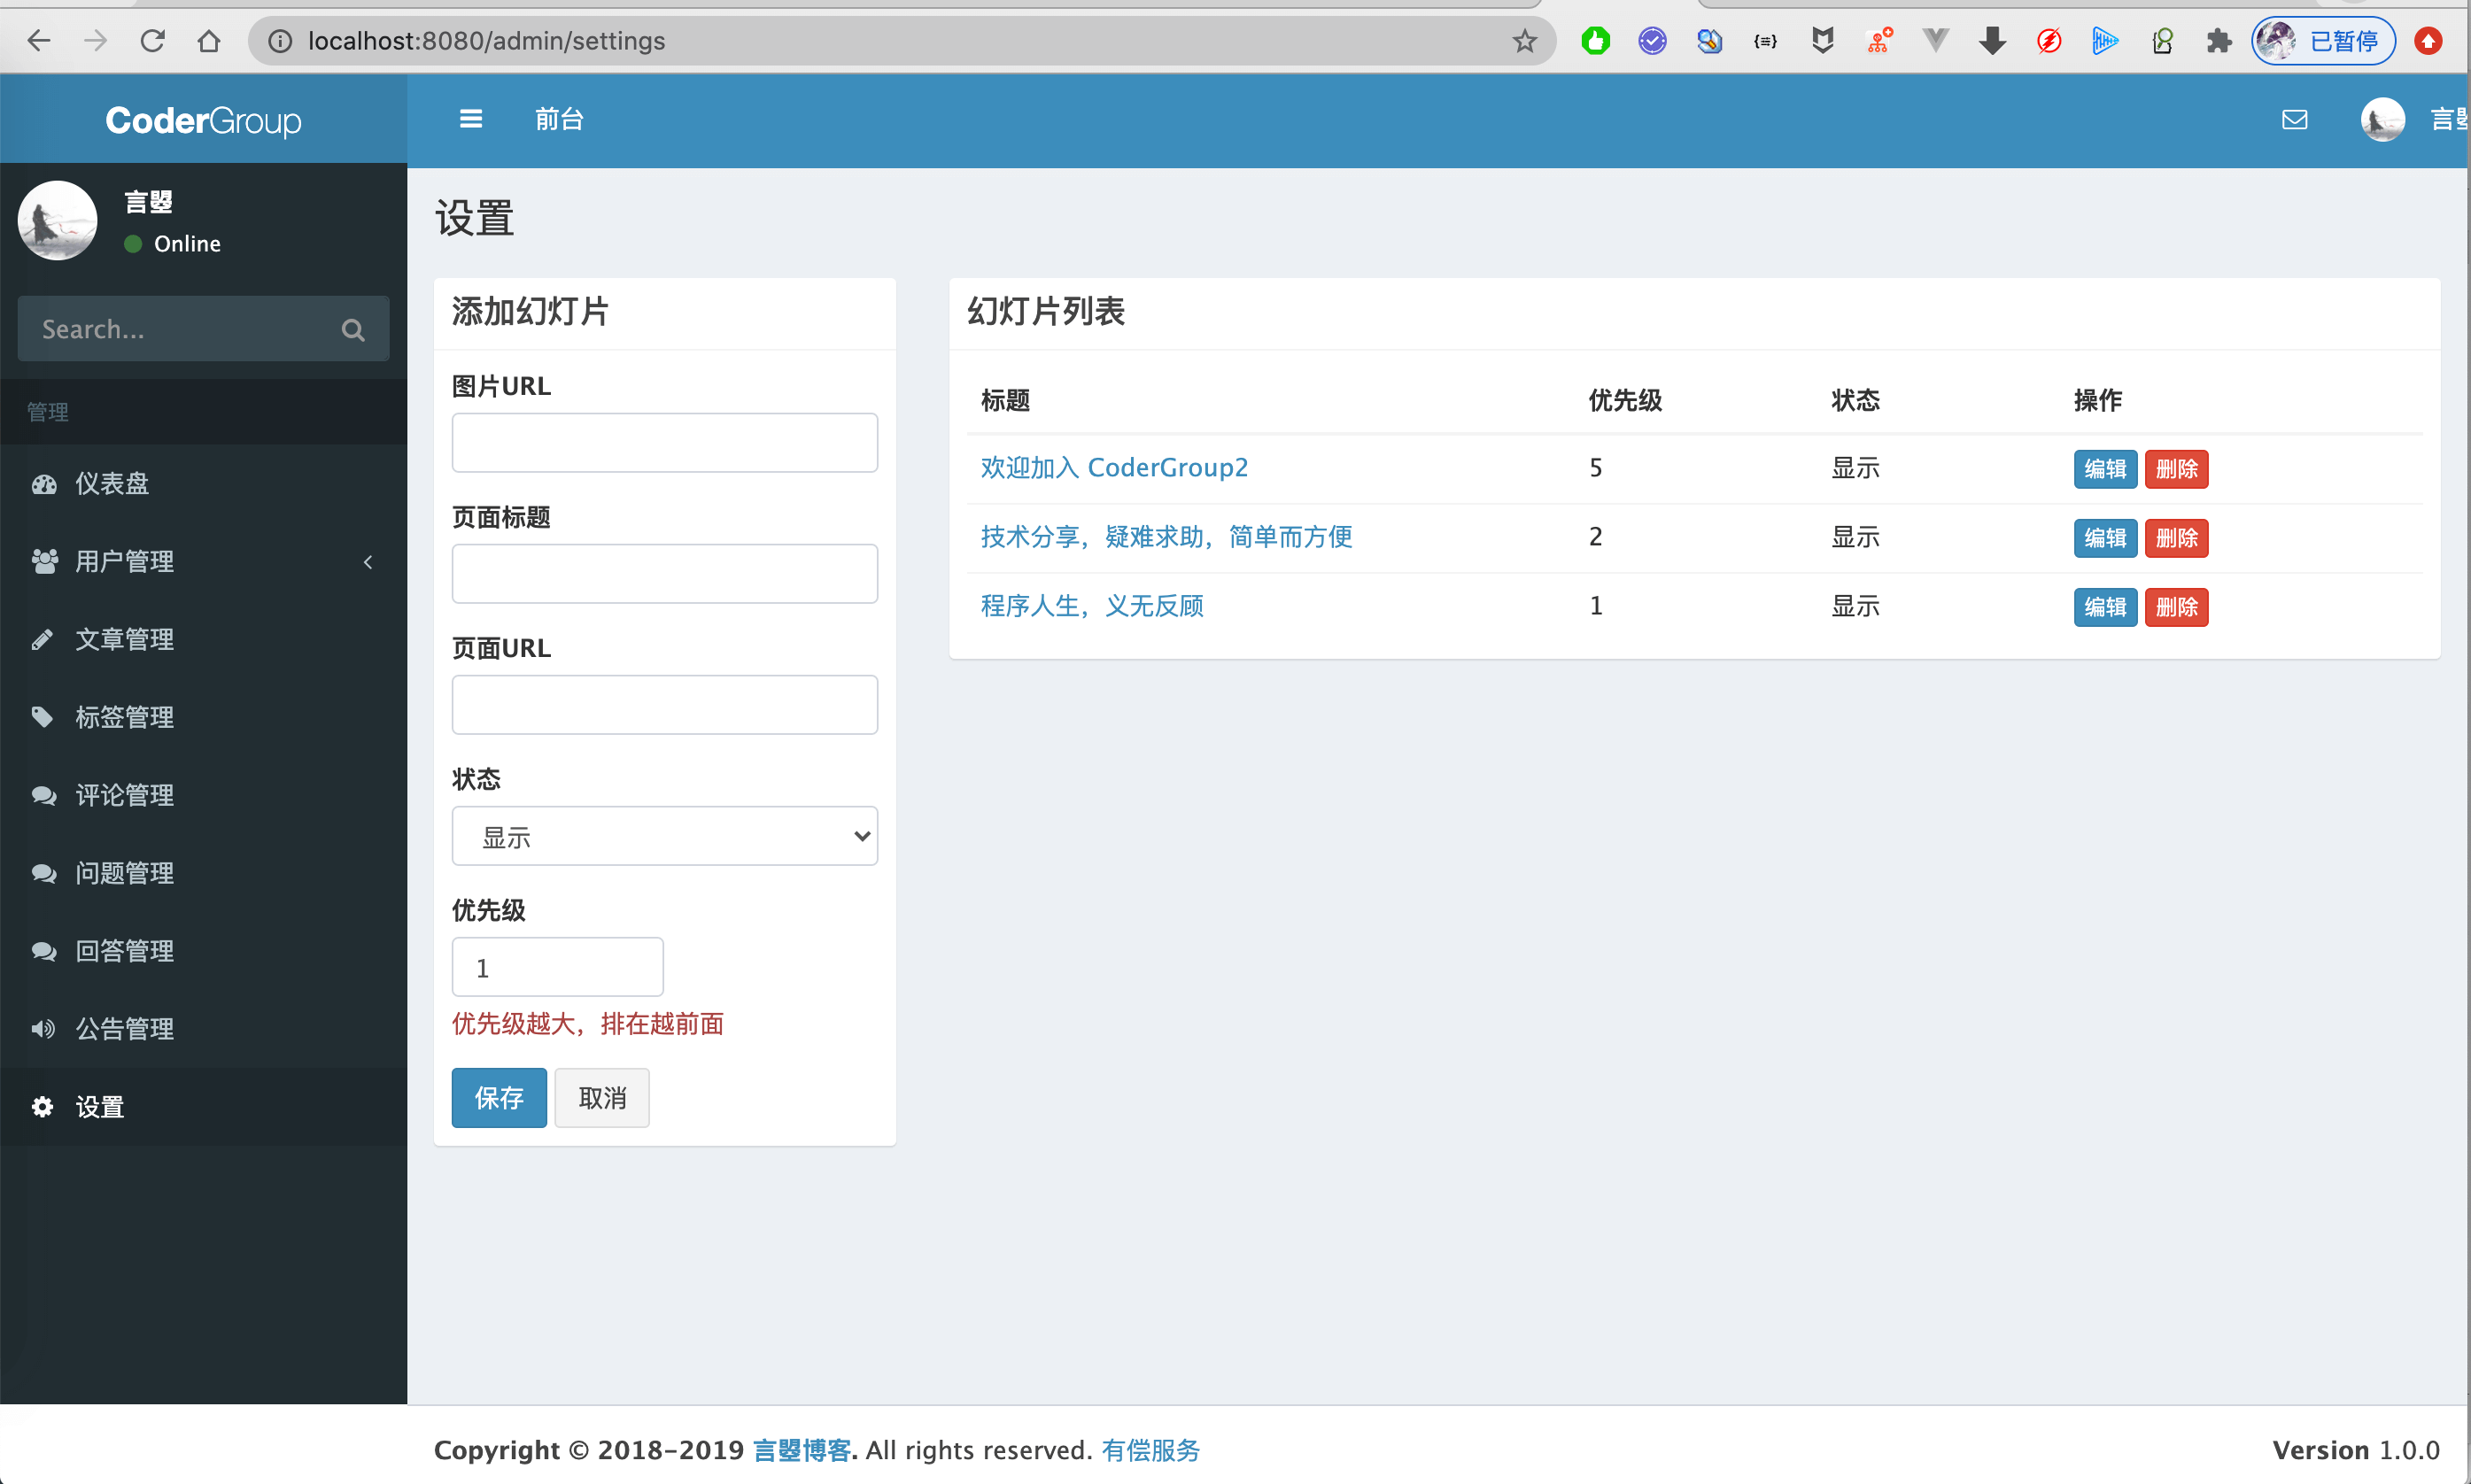 localhost:8080/admin/settings
已暂停
CoderGroup
前台
言曌
Online
Search...
管理
仪表盘
用户管理
文章管理
标签管理
评论管理
问题管理
回答管理
公告管理
设置
设置
添加幻灯片
图片URL
页面标题
页面URL
状态
显示
优先级
1
优先级越大，排在越前面
保存 取消
幻灯片列表
标题 优先级 状态 操作
欢迎加入 CoderGroup2 5 显示 编辑 删除
技术分享，疑难求助，简单而方便 2 显示 编辑 删除
程序人生，义无反顾 1 显示 编辑 删除
Copyright © 2018-2019 言曌博客. All rights reserved. 有偿服务
Version 1.0.0